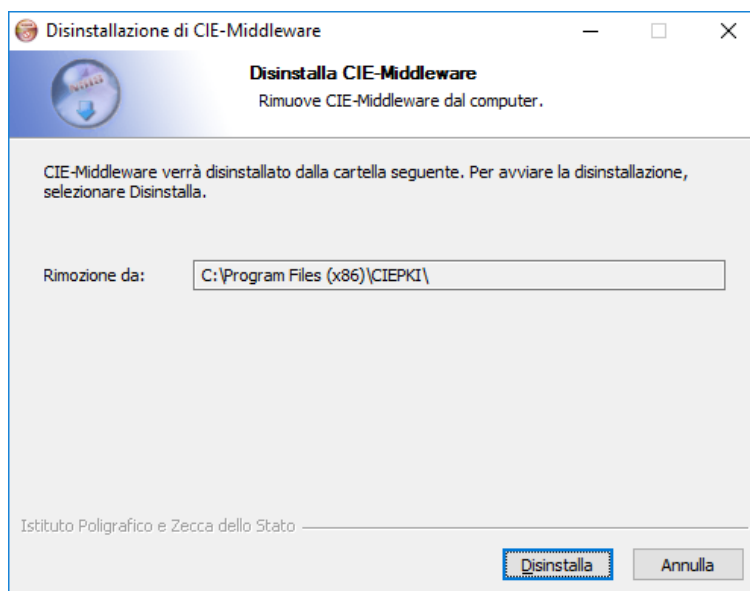 Disinstallazione di CIE-Middleware
Disinstalla CIE-Middleware
Rimuove CIE-Middleware dal computer.
CIE-Middleware verrà disinstallato dalla cartella seguente. Per avviare la disinstallazione,
selezionare Disinstalla.
Rimozione da:
C:\Program Files (x86)\CIEPKI\
Istituto Poligrafico e Zecca dello Stato
Disinstalla
Annulla